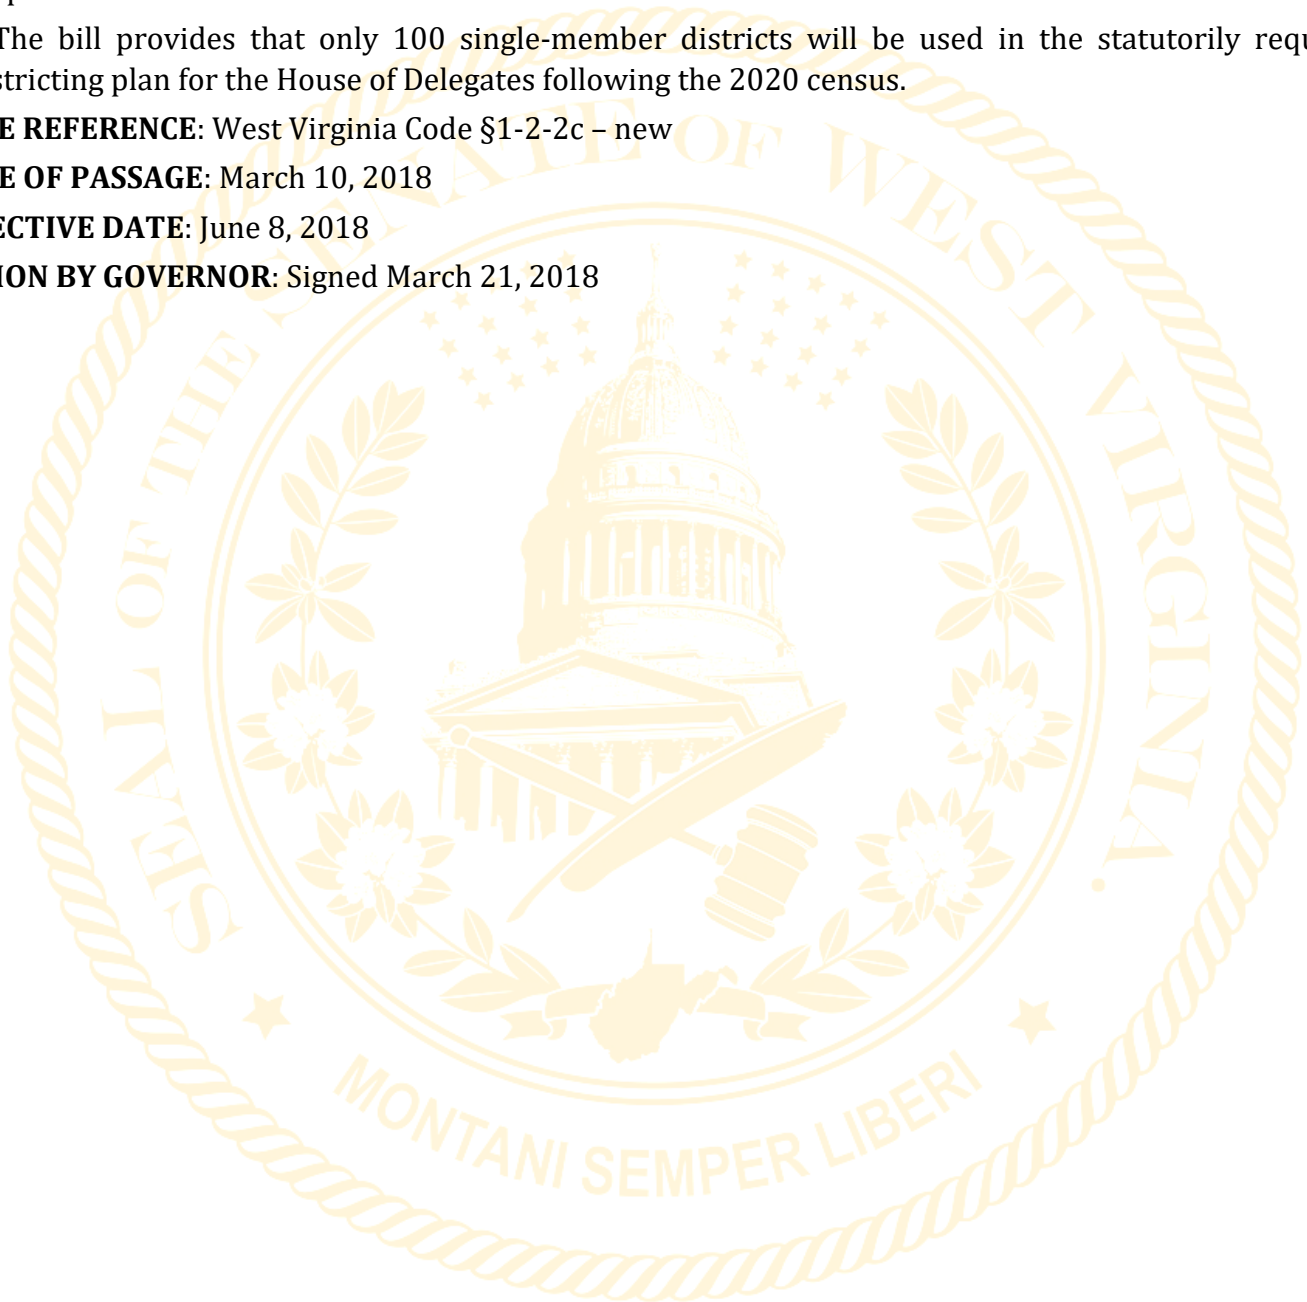 The bill provides that only 100 single-member districts will be used in the statutorily requ
stricting plan for the House of Delegates following the 2020 census.
E REFERENCE: West Virginia Code §1-2-2c – new
E OF PASSAGE: March 10, 2018
ECTIVE DATE: June 8, 2018
ION BY GOVERNOR: Signed March 21, 2018
SEAL OF THE SENATE OF WEST VIRGINIA.
MONTANI SEMPER LIBERI